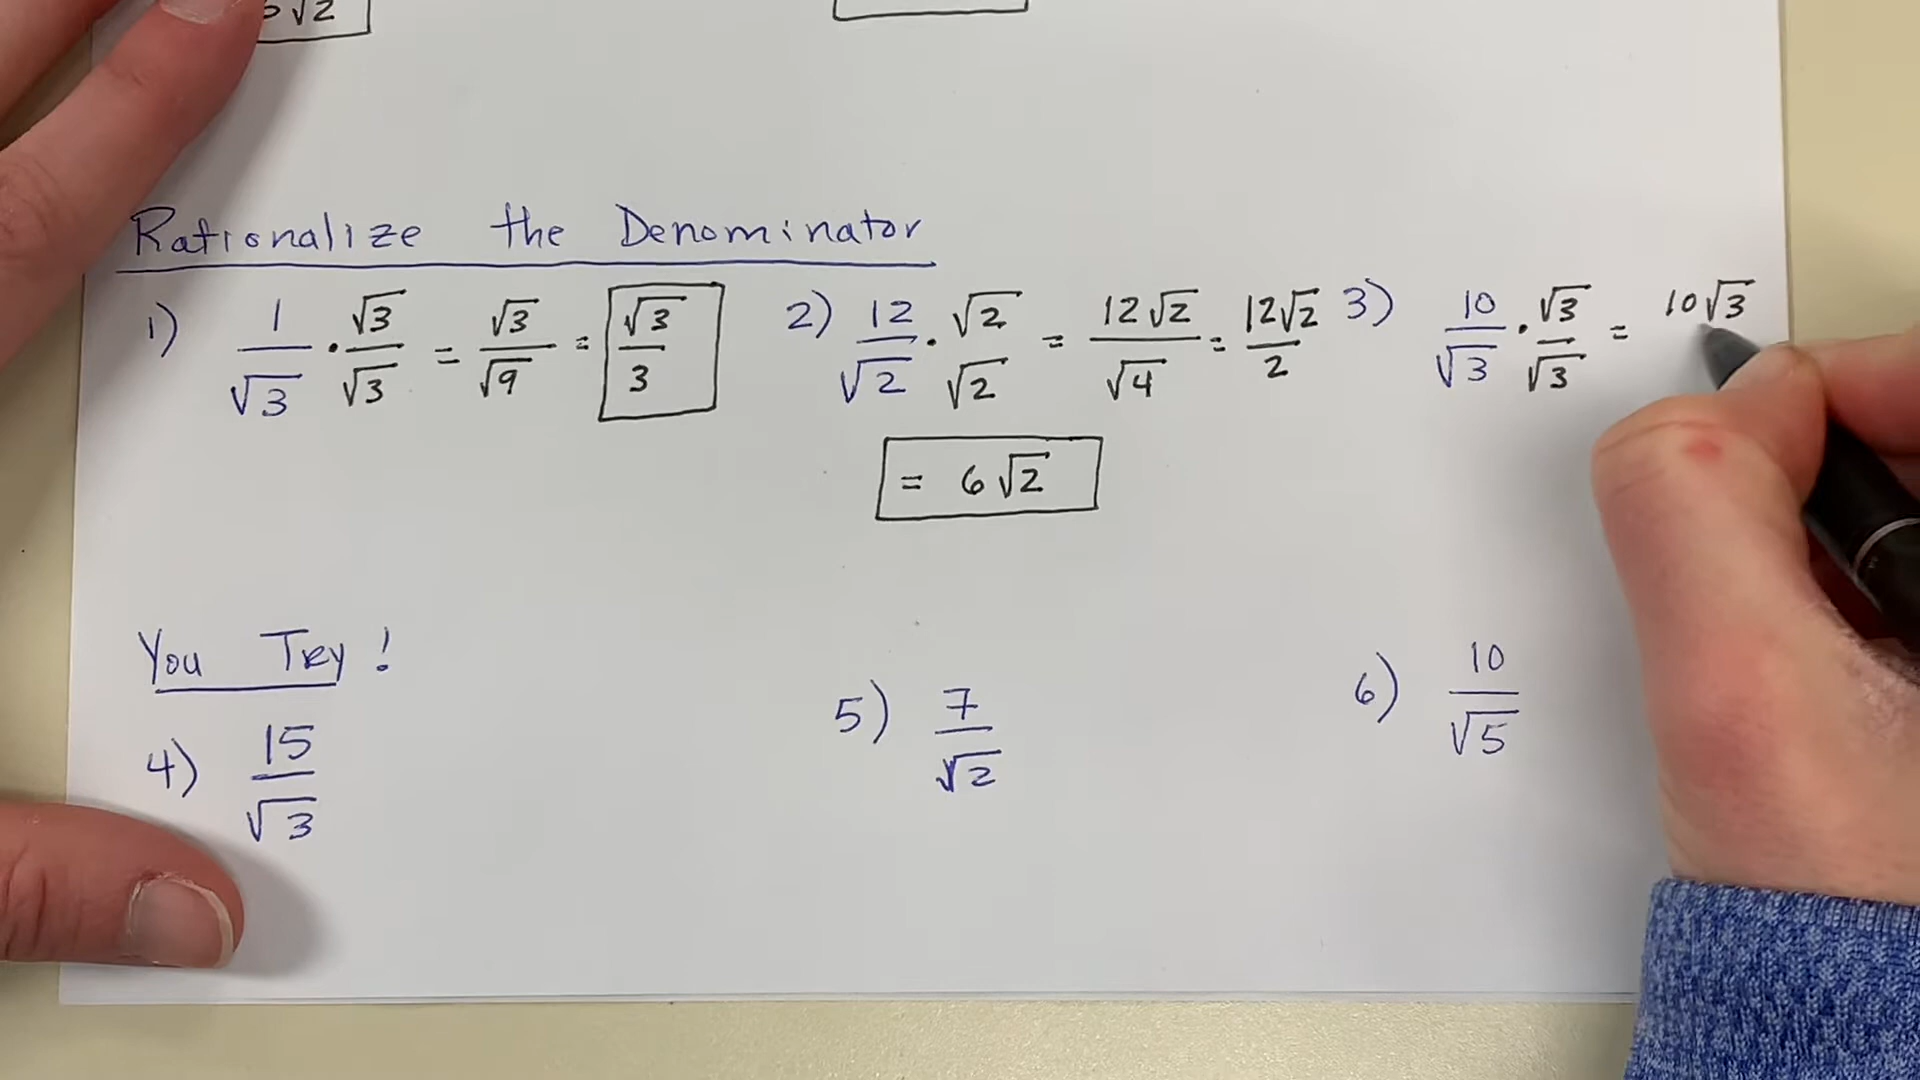 √2
Rationalize the Denominator
1) 1/√3 · √3/√3 = √3/√9 = √3/3
2) 12/√2 · √2/√2 = 12√2/√4 = 12√2/2
= 6√2
3) 10/√3 · √3/√3 = 10√3
You Try!
4) 15/√3
5) 7/√2
6) 10/√5